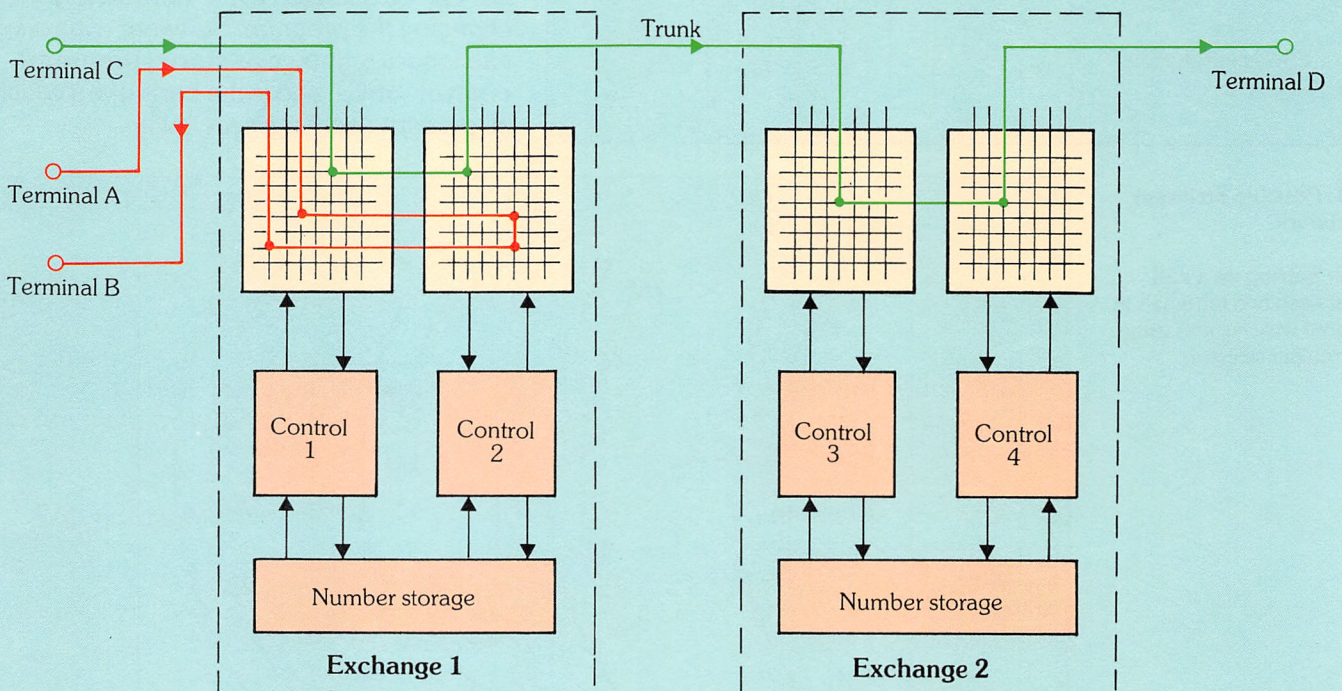 Trunk
Terminal C
Terminal D
Terminal A
Terminal B
Control
1
Control
2
Control
3
Control
4
Number storage
Number storage
Exchange 1
Exchange 2